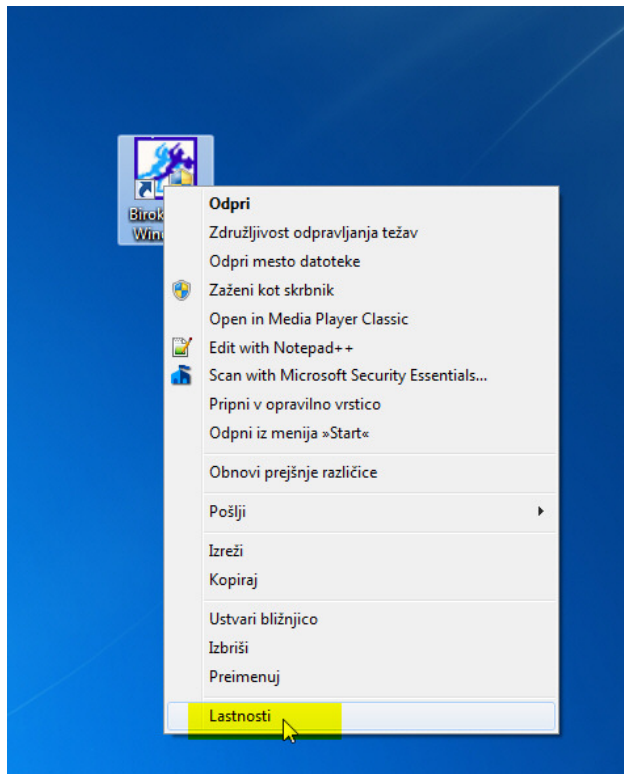 Birok
Win
Odpri
Združljivost odpravljanja težav
Odpri mesto datoteke
Zaženi kot skrbnik
Open in Media Player Classic
Edit with Notepad++
Scan with Microsoft Security Essentials...
Pripni v opravilno vrstico
Odpni iz menija »Start«
Obnovi prejšnje različice
Pošlji
Izreži
Kopiraj
Ustvari bližnjico
Izbriši
Preimenuj
Lastnosti